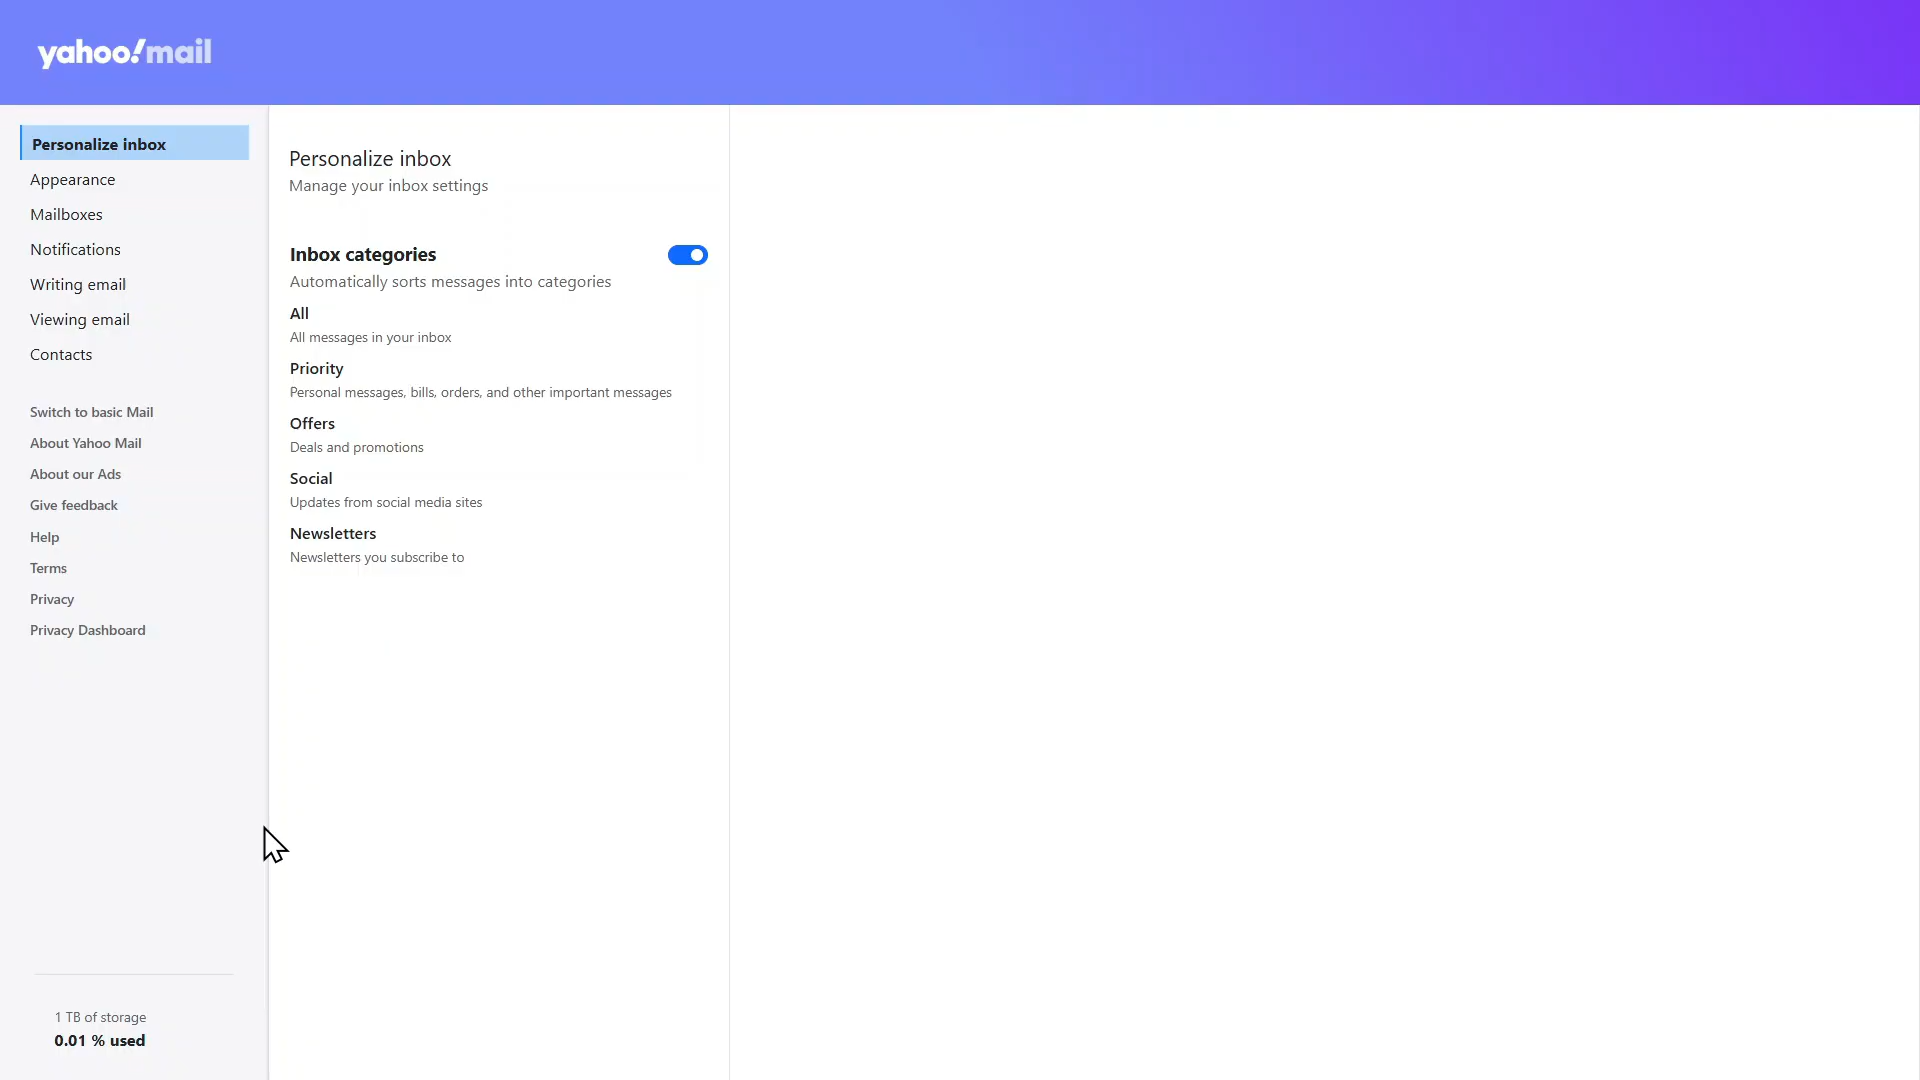 yahoo!mail
Personalize inbox
Appearance
Mailboxes
Notifications
Writing email
Viewing email
Contacts
Switch to basic Mail
About Yahoo Mail
About our Ads
Give feedback
Help
Terms
Privacy
Privacy Dashboard
1 TB of storage
0.01 % used
Personalize inbox
Manage your inbox settings
Inbox categories
Automatically sorts messages into categories
All
All messages in your inbox
Priority
Personal messages, bills, orders, and other important messages
Offers
Deals and promotions
Social
Updates from social media sites
Newsletters
Newsletters you subscribe to